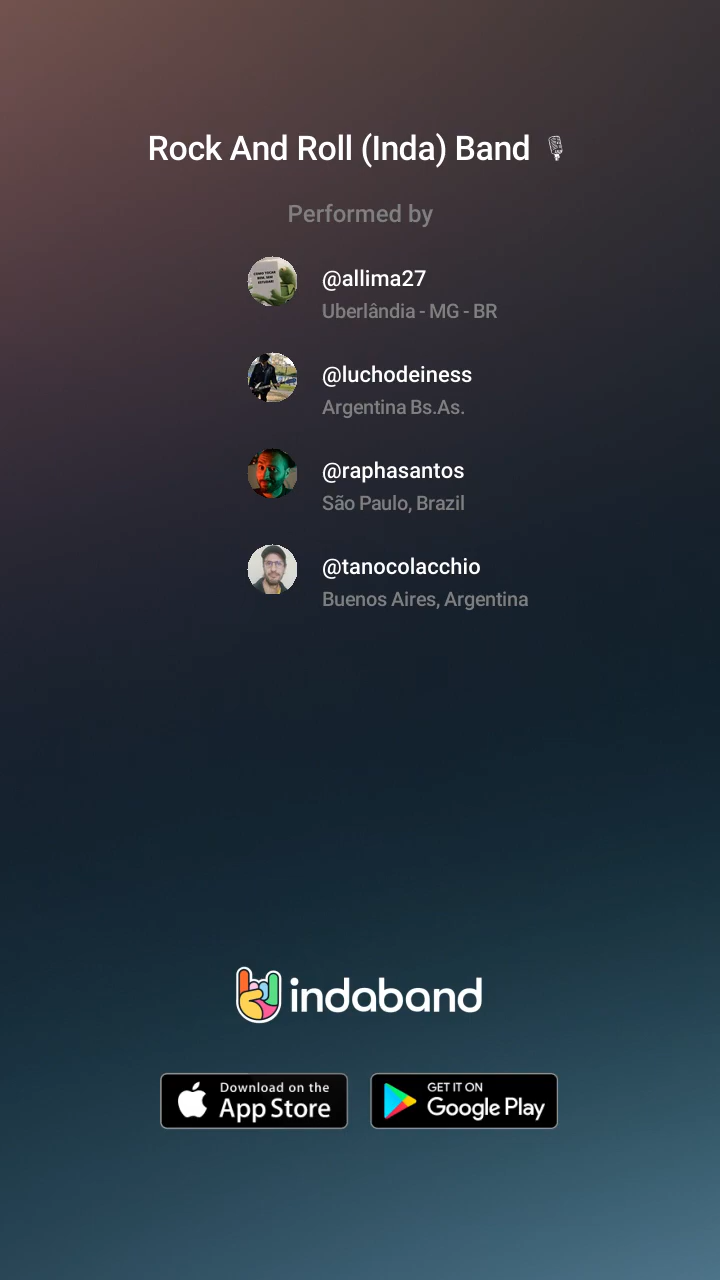 Rock And Roll (Inda) Band 🎙
Performed by
@allima27
Uberlândia - MG - BR
@luchodeiness
Argentina Bs.As.
@raphasantos
São Paulo, Brazil
@tanocolacchio
Buenos Aires, Argentina
indaband
Download on the
App Store
GET IT ON
Google Play